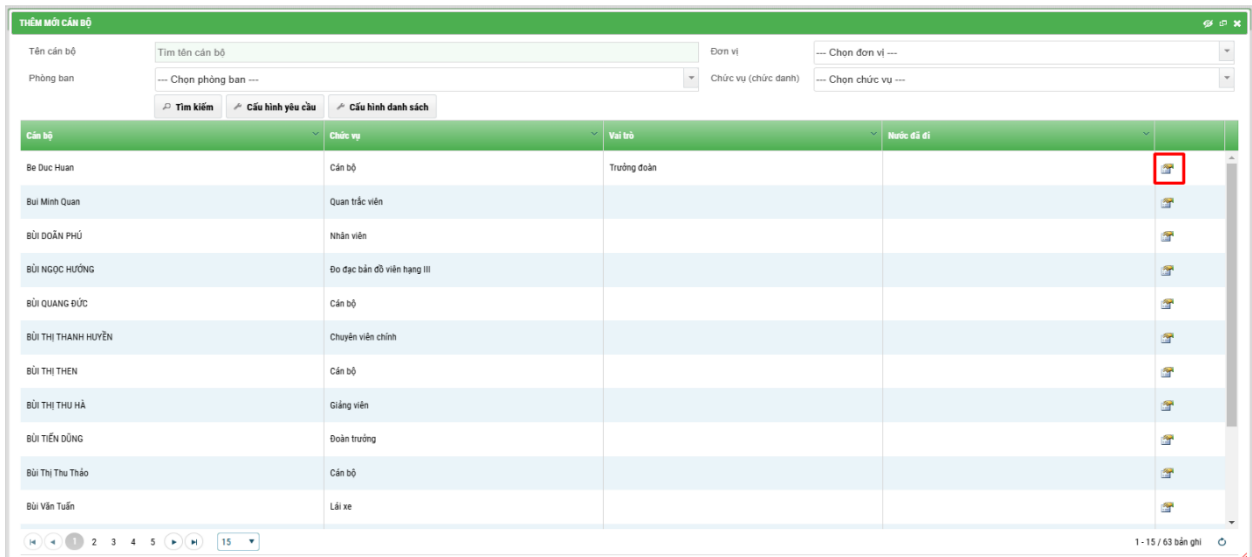 THÊM MỚI CÁN BỘ
Tên cán bộ Tìm tên cán bộ Đơn vị --- Chọn đơn vị ---
Phòng ban --- Chọn phòng ban --- Chức vụ (chức danh) --- Chọn chức vụ ---
Tìm kiếm Cấu hình yêu cầu Cấu hình danh sách
Cán bộ Chức vụ Vai trò Nước đã đi
Be Duc Huan Cán bộ Trưởng đoàn
Bui Minh Quan Quan trắc viên
BÙI DOÃN PHÚ Nhân viên
BÙI NGỌC HƯỞNG Đo đạc bản đồ viên hạng III
BÙI QUANG ĐỨC Cán bộ
BÙI THỊ THANH HUYỀN Chuyên viên chính
BÙI THỊ THEN Cán bộ
BÙI THỊ THU HÀ Giảng viên
BÙI TIẾN DŨNG Đoàn trưởng
Bùi Thị Thu Thảo Cán bộ
Bùi Văn Tuấn Lái xe
1 2 3 4 5 15 1 - 15 / 63 bản ghi